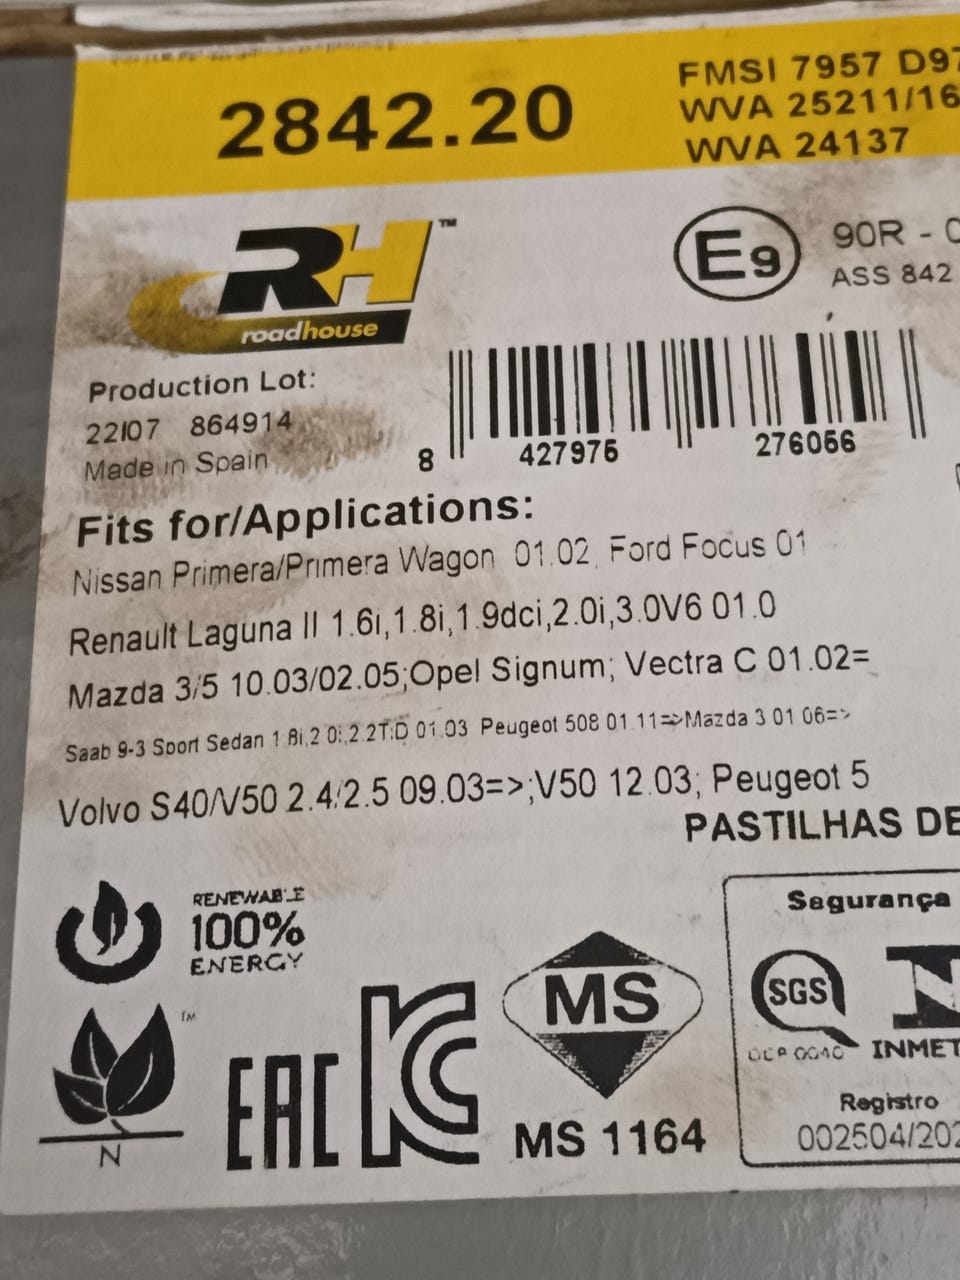 2842.20
FMSI 7957 D97
WVA 25211/16
WVA 24137
RH™
roadhouse
E9
90R - 0
ASS 842
Production Lot:
22I07 864914
Made in Spain
8 427976 276066
Fits for/Applications:
Nissan Primera/Primera Wagon 01.02 Ford Focus 01
Renault Laguna II 1.6i,1.8i,1.9dci,2.0i,3.0V6 01.0
Mazda 3/5 10.03/02.05;Opel Signum; Vectra C 01.02=
Saab 9-3 Sport Sedan 1.8i,2.0i,2.2TiD 01.03 Peugeot 508 01.11=>Mazda 3 01 06=>
Volvo S40/V50 2.4/2.5 09.03=>;V50 12.03; Peugeot 5
PASTILHAS DE
RENEWABLE
100%
ENERGY
™
N
EAC
KC
MS
MS 1164
Segurança
SGS
OCP 0040
INMET
Registro
002504/202